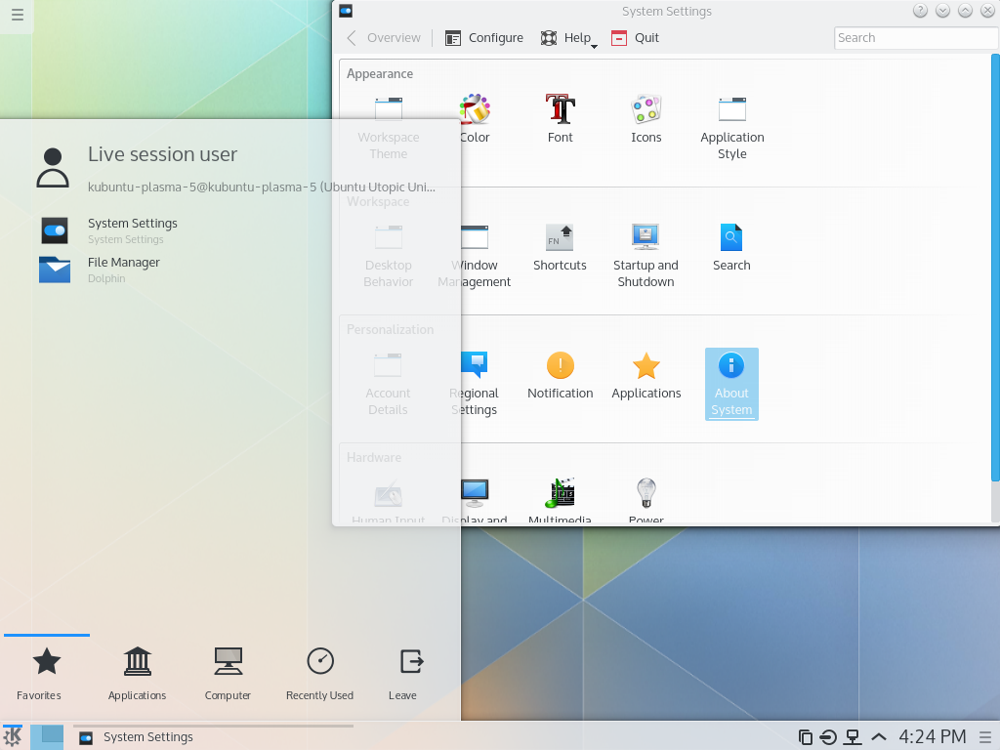 System Settings
Overview
Configure
Help
Quit
Search
Appearance
Workspace Theme
Color
Font
Icons
Application Style
Workspace
Desktop Behavior
Window Management
FN
Shortcuts
Startup and Shutdown
Search
Personalization
Account Details
Regional Settings
Notification
Applications
About System
Hardware
Human Input
Display and
Multimedia
Power
Live session user
kubuntu-plasma-5@kubuntu-plasma-5 (Ubuntu Utopic Uni...
System Settings
System Settings
File Manager
Dolphin
Favorites
Applications
Computer
Recently Used
Leave
System Settings
4:24 PM